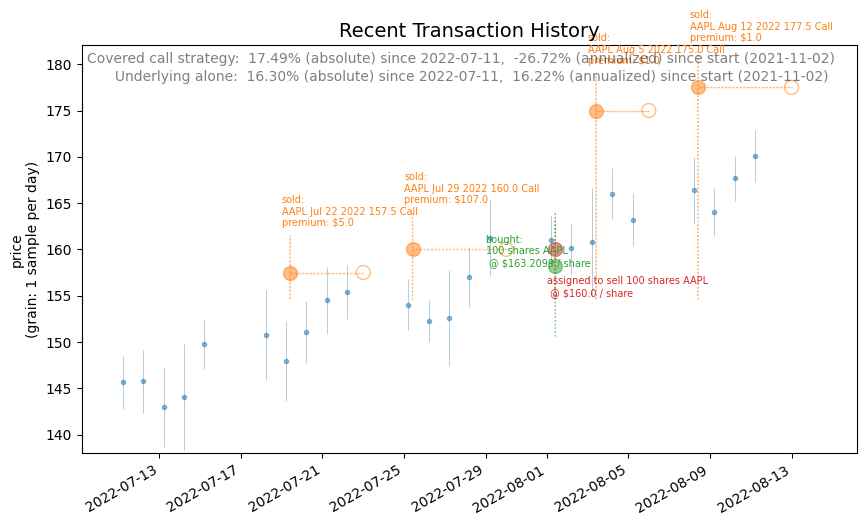 Recent Transaction History
sold:
AAPL Aug 12 2022 177.5 Call
premium: $1.0
sold:
AAPL Aug 5 2022 175.0 Call
premium: $1.0
Covered call strategy:  17.49% (absolute) since 2022-07-11,  -26.72% (annualized) since start (2021-11-02)
Underlying alone:  16.30% (absolute) since 2022-07-11,  16.22% (annualized) since start (2021-11-02)
sold:
AAPL Jul 29 2022 160.0 Call
premium: $107.0
sold:
AAPL Jul 22 2022 157.5 Call
premium: $5.0
bought:
100 shares AAPL
@ / share
assigned to sell 100 shares AAPL
@ $160.0 / share
price
(grain: 1 sample per day)
180
175
170
165
160
155
150
145
140
2022-07-13
2022-07-17
2022-07-21
2022-07-25
2022-07-29
2022-08-01
2022-08-05
2022-08-09
2022-08-13